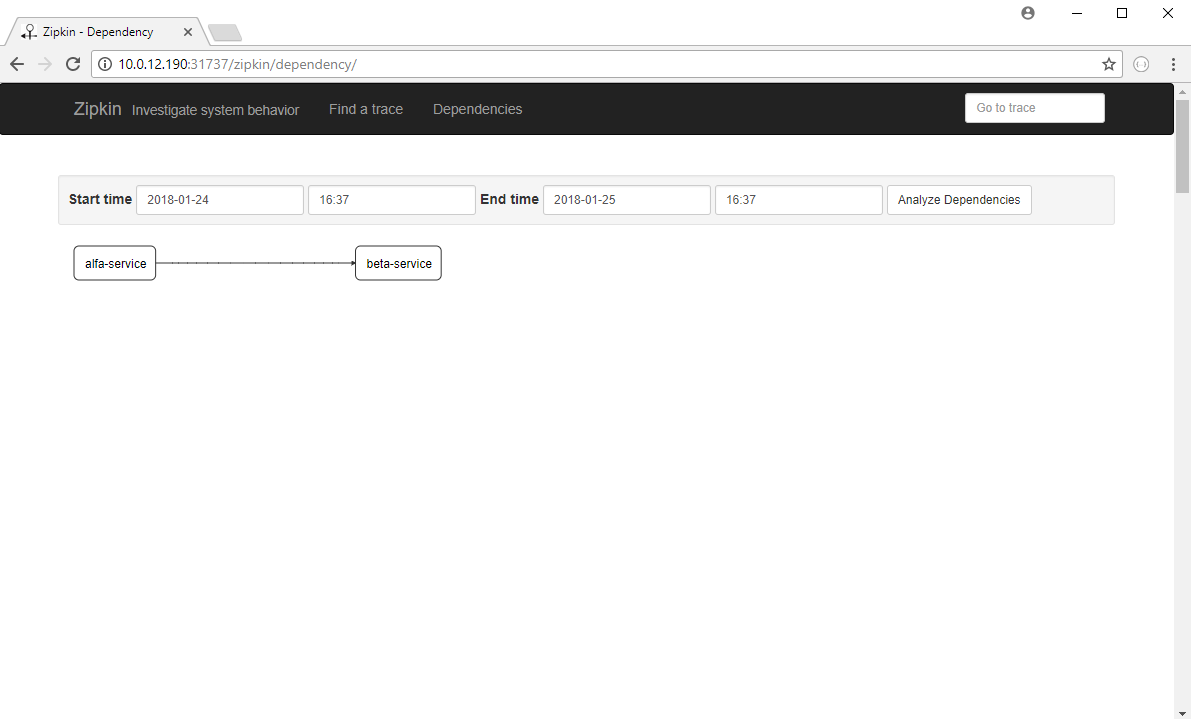 Zipkin - Dependency
10.0.12.190:31737/zipkin/dependency/
Zipkin Investigate system behavior Find a trace Dependencies Go to trace
Start time 2018-01-24 16:37 End time 2018-01-25 16:37 Analyze Dependencies
alfa-service beta-service